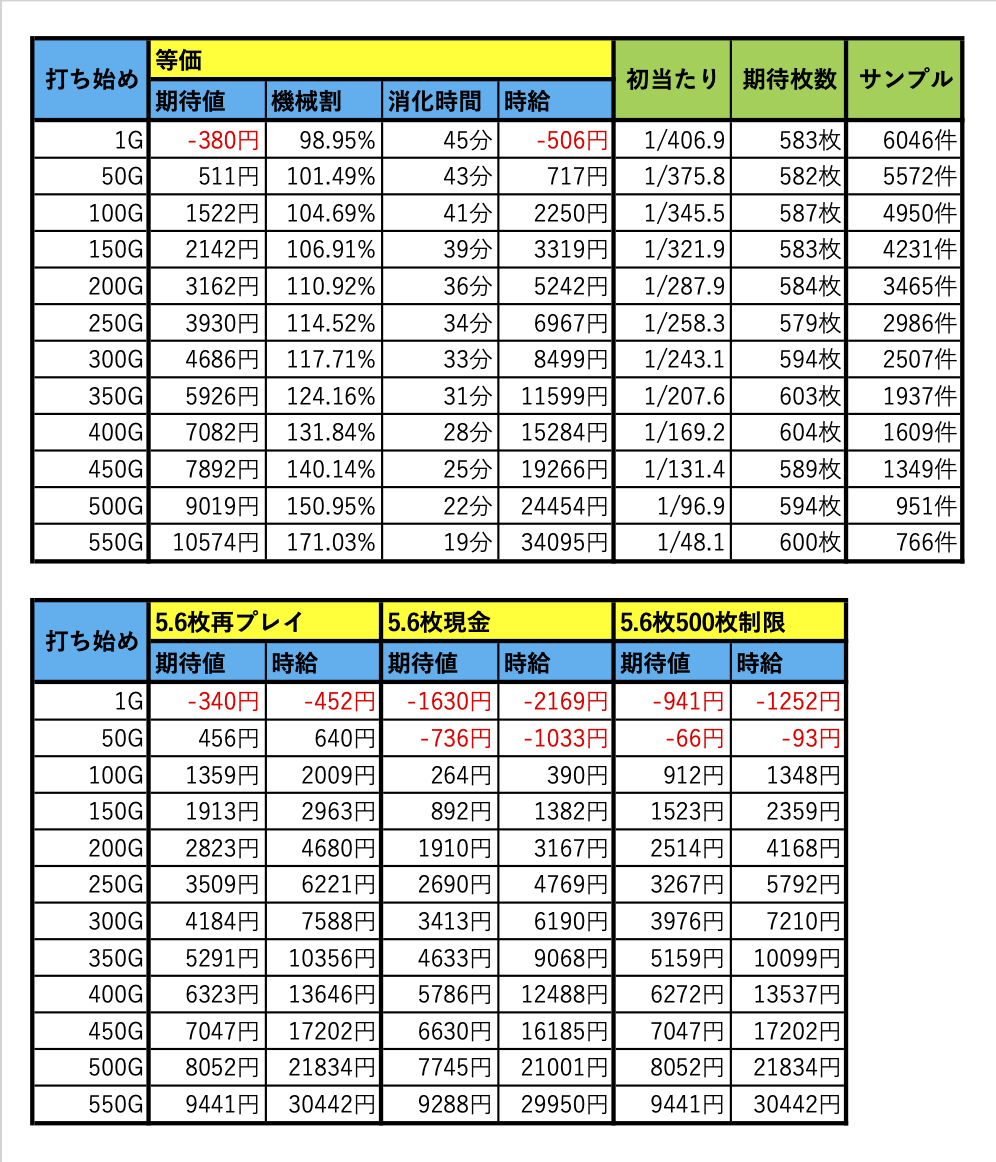 打ち始め 等価 初当たり 期待枚数 サンプル
期待値 機械割 消化時間 時給
1G -380円 98.95% 45分 -506円 1/406.9 583枚 6046件
50G 511円 101.49% 43分 717円 1/375.8 582枚 5572件
100G 1522円 104.69% 41分 2250円 1/345.5 587枚 4950件
150G 2142円 106.91% 39分 3319円 1/321.9 583枚 4231件
200G 3162円 110.92% 36分 5242円 1/287.9 584枚 3465件
250G 3930円 114.52% 34分 6967円 1/258.3 579枚 2986件
300G 4686円 117.71% 33分 8499円 1/243.1 594枚 2507件
350G 5926円 124.16% 31分 11599円 1/207.6 603枚 1937件
400G 7082円 131.84% 28分 15284円 1/169.2 604枚 1609件
450G 7892円 140.14% 25分 19266円 1/131.4 589枚 1349件
500G 9019円 150.95% 22分 24454円 1/96.9 594枚 951件
550G 10574円 171.03% 19分 34095円 1/48.1 600枚 766件
打ち始め 5.6枚再プレイ 5.6枚現金 5.6枚500枚制限
期待値 時給 期待値 時給 期待値 時給
1G -340円 -452円 -1630円 -2169円 -941円 -1252円
50G 456円 640円 -736円 -1033円 -66円 -93円
100G 1359円 2009円 264円 390円 912円 1348円
150G 1913円 2963円 892円 1382円 1523円 2359円
200G 2823円 4680円 1910円 3167円 2514円 4168円
250G 3509円 6221円 2690円 4769円 3267円 5792円
300G 4184円 7588円 3413円 6190円 3976円 7210円
350G 5291円 10356円 4633円 9068円 5159円 10099円
400G 6323円 13646円 5786円 12488円 6272円 13537円
450G 7047円 17202円 6630円 16185円 7047円 17202円
500G 8052円 21834円 7745円 21001円 8052円 21834円
550G 9441円 30442円 9288円 29950円 9441円 30442円